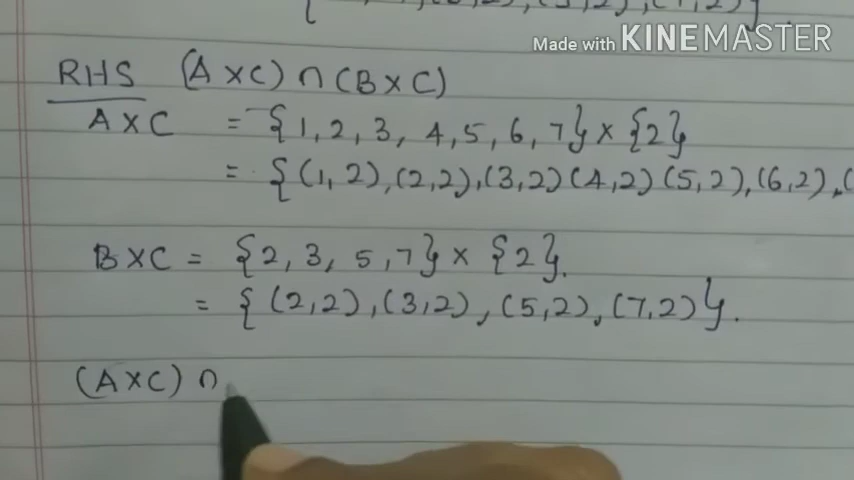 Made with KINEMASTER
RHS (A×C) ∩ (B×C)
A×C = {1, 2, 3, 4, 5, 6, 7} × {2}
= {(1, 2), (2,2), (3,2) (4,2) (5,2), (6,2), (
B×C = {2, 3, 5, 7} × {2}.
= {(2,2), (3,2), (5,2), (7,2)}.
(A×C) ∩